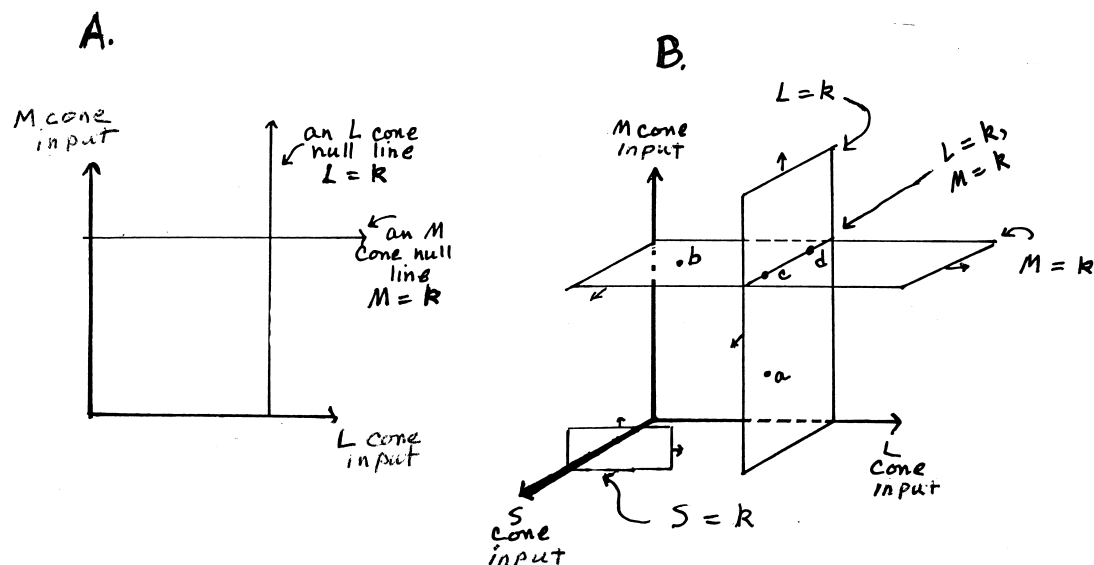 A.
M cone
input
an L cone
null line
L = k
an M
cone null
line
M = k
L cone
input
B.
L = k
M cone
input
L = k,
M = k
b
d
c
M = k
a
L
cone
input
S
cone
input
S = k